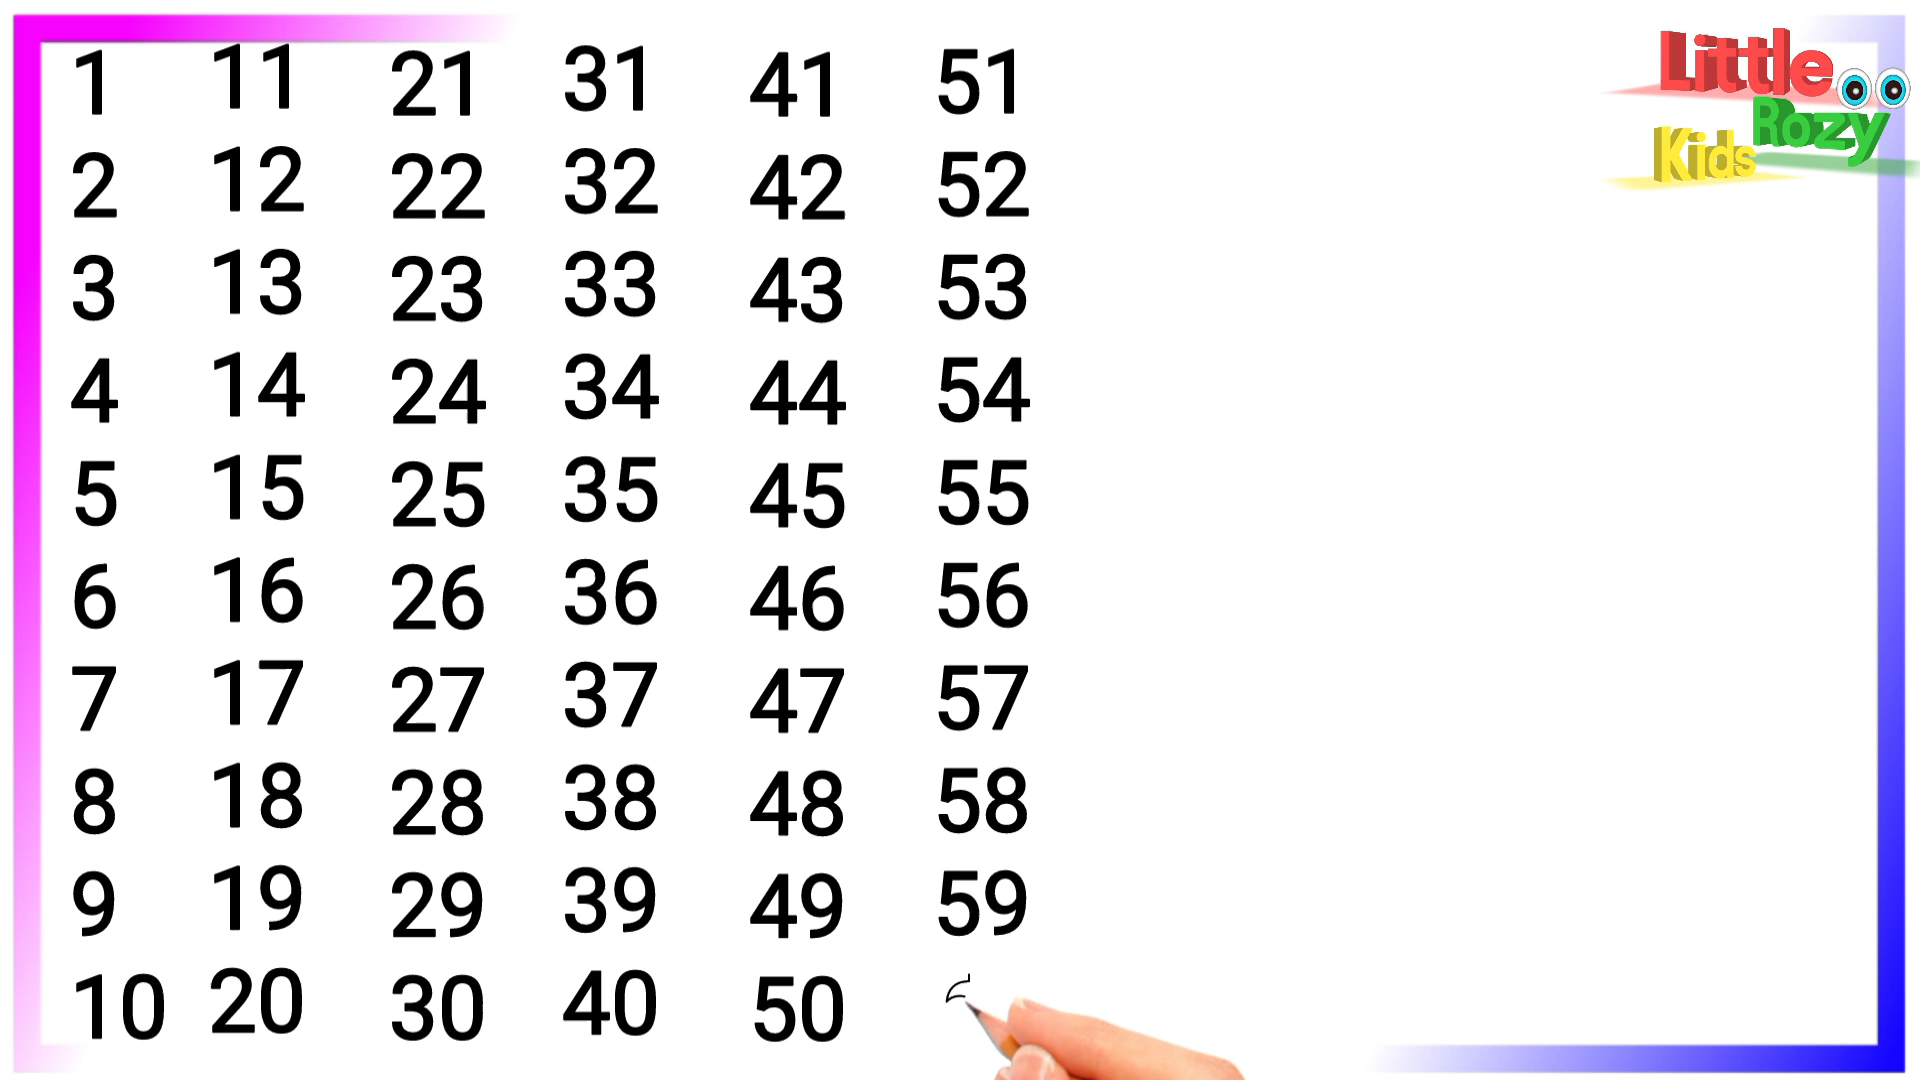 1 11 21 31 41 51
2 12 22 32 42 52
3 13 23 33 43 53
4 14 24 34 44 54
5 15 25 35 45 55
6 16 26 36 46 56
7 17 27 37 47 57
8 18 28 38 48 58
9 19 29 39 49 59
10 20 30 40 50
Little
Rozy
Kids